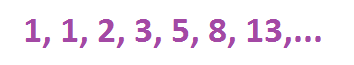 1, 1, 2, 3, 5, 8, 13,...